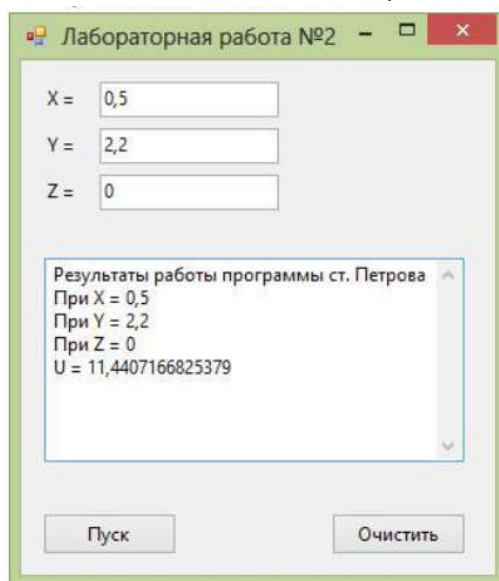 Лабораторная работа №2
X = 0,5
Y = 2,2
Z = 0
Результаты работы программы ст. Петрова
При X = 0,5
При Y = 2,2
При Z = 0
U = 11,4407166825379
Пуск Очистить